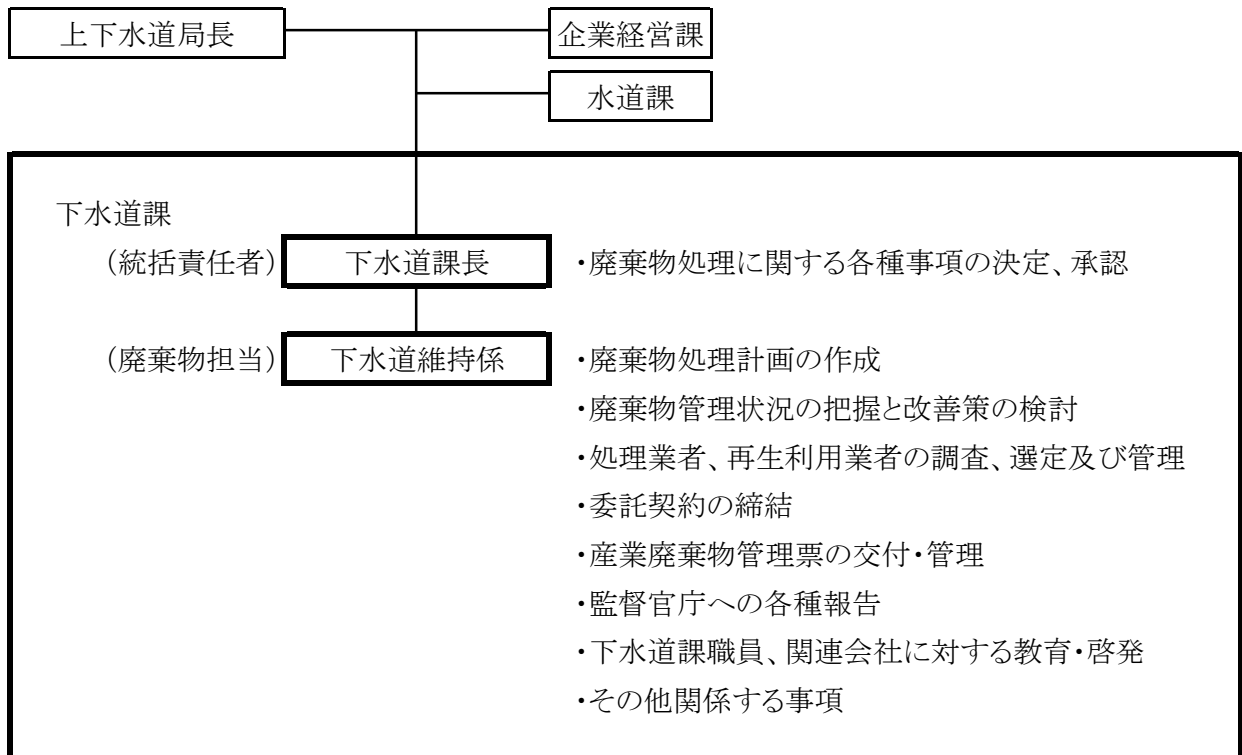 上下水道局長 企業経営課
水道課
下水道課
(統括責任者) 下水道課長 ・廃棄物処理に関する各種事項の決定、承認
(廃棄物担当) 下水道維持係 ・廃棄物処理計画の作成
・廃棄物管理状況の把握と改善策の検討
・処理業者、再生利用業者の調査、選定及び管理
・委託契約の締結
・産業廃棄物管理票の交付・管理
・監督官庁への各種報告
・下水道課職員、関連会社に対する教育・啓発
・その他関係する事項